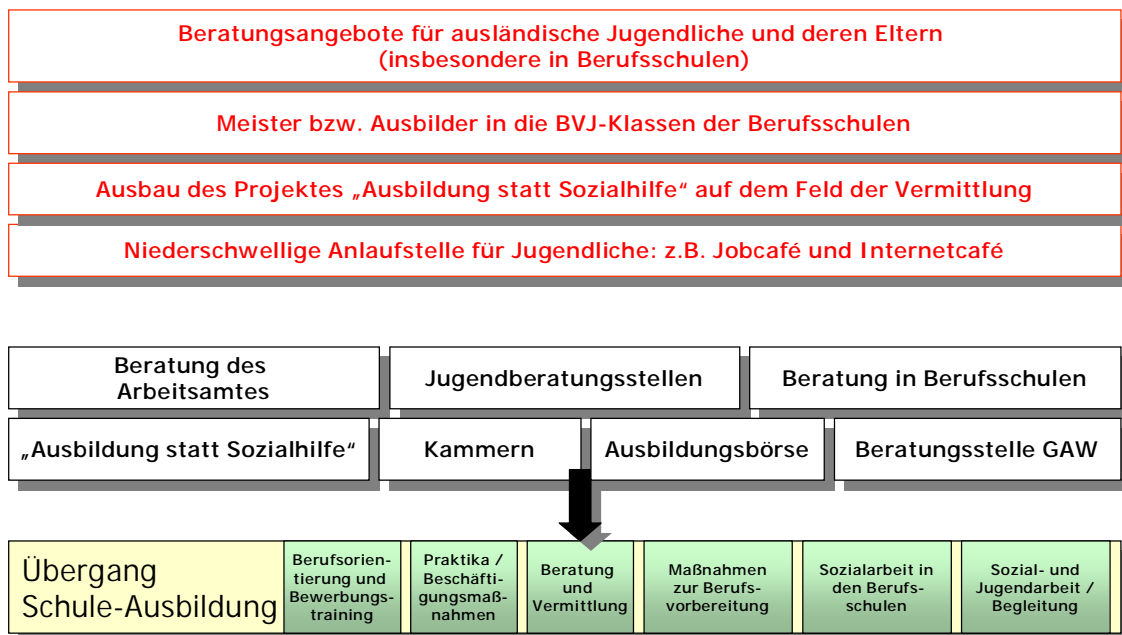 Beratungsangebote für ausländische Jugendliche und deren Eltern
(insbesondere in Berufsschulen)
Meister bzw. Ausbilder in die BVJ-Klassen der Berufsschulen
Ausbau des Projektes „Ausbildung statt Sozialhilfe“ auf dem Feld der Vermittlung
Niederschwellige Anlaufstelle für Jugendliche: z.B. Jobcafé und Internetcafé
Beratung des
Arbeitsamtes
Jugendberatungsstellen
Beratung in Berufsschulen
„Ausbildung statt Sozialhilfe“
Kammern
Ausbildungsbörse
Beratungsstelle GAW
Übergang
Schule-Ausbildung
Berufsorien-
tierung und
Bewerbungs-
training
Praktika /
Beschäfti-
gungsmaß-
nahmen
Beratung
und
Vermittlung
Maßnahmen
zur Berufs-
vorbereitung
Sozialarbeit in
den Berufs-
schulen
Sozial- und
Jugendarbeit /
Begleitung